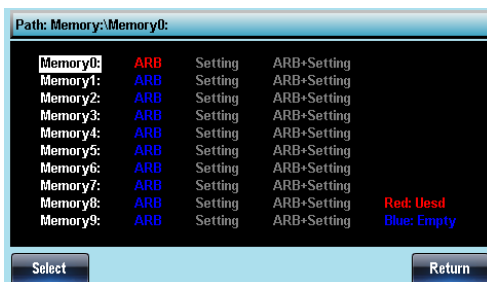 Path: Memory:\Memory0:
Memory0: ARB Setting ARB+Setting
Memory1: ARB Setting ARB+Setting
Memory2: ARB Setting ARB+Setting
Memory3: ARB Setting ARB+Setting
Memory4: ARB Setting ARB+Setting
Memory5: ARB Setting ARB+Setting
Memory6: ARB Setting ARB+Setting
Memory7: ARB Setting ARB+Setting
Memory8: ARB Setting ARB+Setting Red: Uesd
Memory9: ARB Setting ARB+Setting Blue: Empty
Select Return